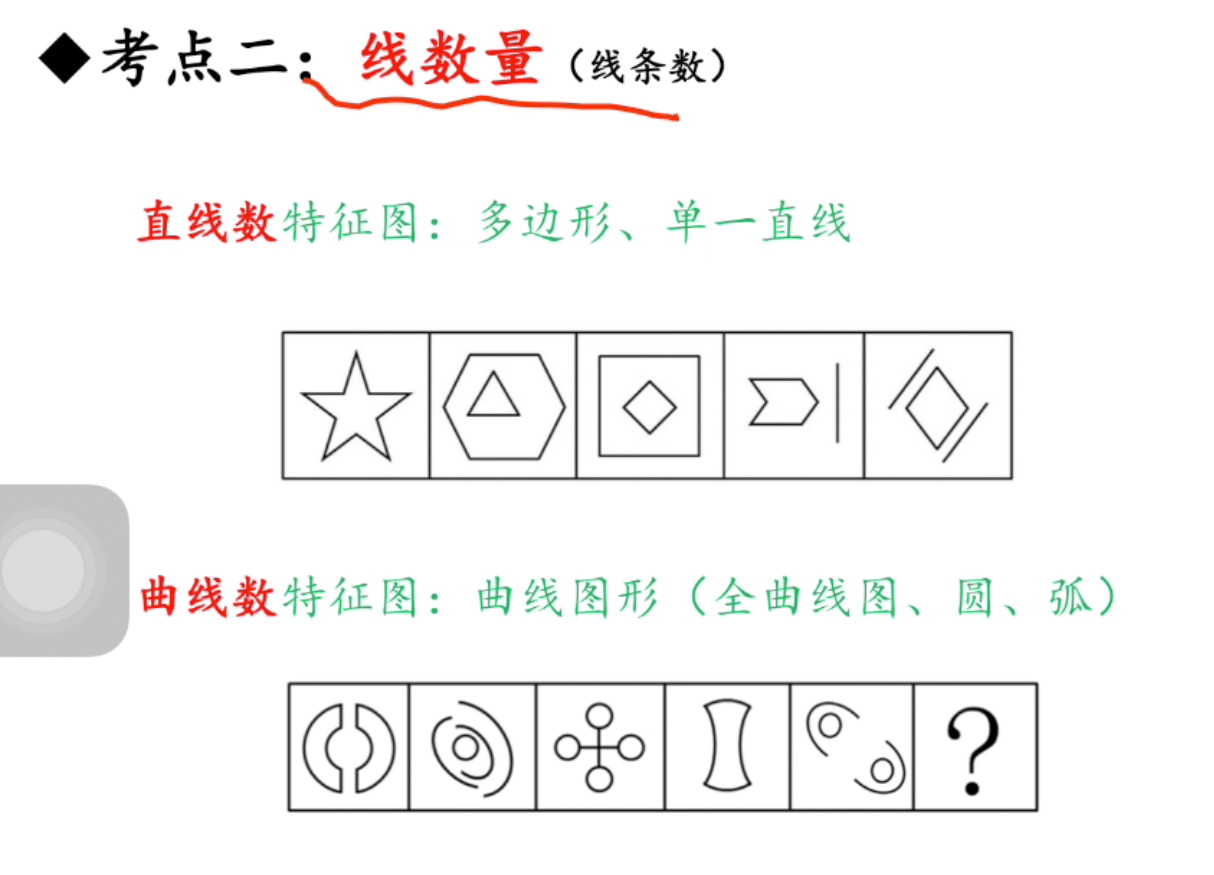 ◆考点二：线数量（线条数）
直线数特征图：多边形、单一直线
曲线数特征图：曲线图形（全曲线图、圆、弧）
?